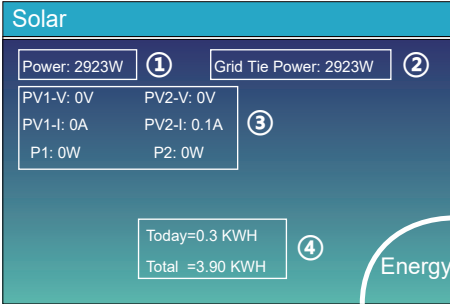 Solar
Power: 2923W ① Grid Tie Power: 2923W ②
PV1-V: 0V PV2-V: 0V
PV1-I: 0A PV2-I: 0.1A ③
P1: 0W P2: 0W
Today=0.3 KWH
Total =3.90 KWH ④
Energy